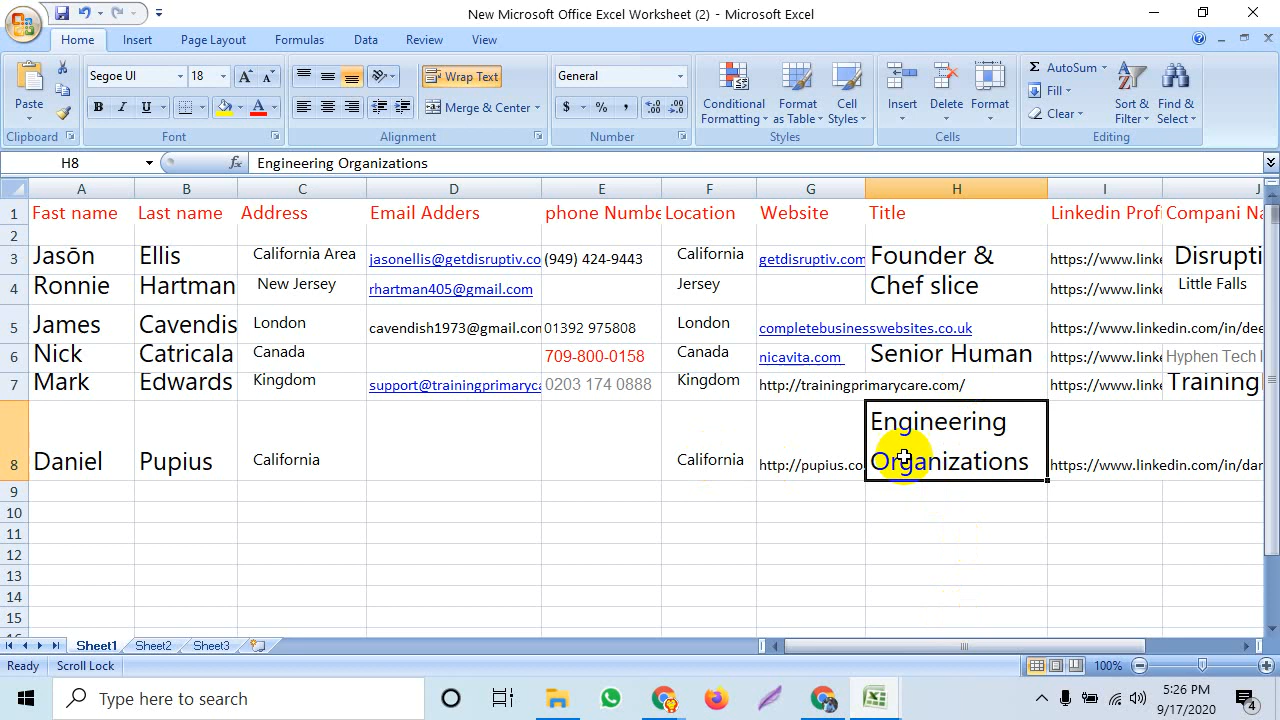 New Microsoft Office Excel Worksheet (2) - Microsoft Excel
Home Insert Page Layout Formulas Data Review View
Paste Segoe UI 18 Wrap Text General Conditional Formatting Format as Table Cell Styles Insert Delete Format AutoSum Fill Clear Sort & Filter Find & Select
B I U Merge & Center $ % ,
Clipboard Font Alignment Number Styles Cells Editing
H8 Engineering Organizations
A B C D E F G H I J
1 Fast name Last name Address Email Adders phone Numbe Location Website Title Linkedin Prof Compani Na
2
3 Jasōn Ellis California Area jasonellis@getdisruptiv.co (949) 424-9443 California getdisruptiv.com Founder & https://www.linke Disrupti
4 Ronnie Hartman New Jersey rhartman405@gmail.com Jersey Chef slice https://www.linke Little Falls
5 James Cavendis London cavendish1973@gmail.com 01392 975808 London completebusinesswebsites.co.uk https://www.linkedin.com/in/dee
6 Nick Catricala Canada 709-800-0158 Canada nicavita.com Senior Human https://www.linke Hyphen Tech
7 Mark Edwards Kingdom support@trainingprimaryca 0203 174 0888 Kingdom http://trainingprimarycare.com/ https://www.linke Training
8 Daniel Pupius California California http://pupius.co Engineering
Organizations https://www.linkedin.com/in/dar
9
10
11
12
13
14
15
Sheet1 Sheet2 Sheet3
Ready Scroll Lock 100%
Type here to search 5:26 PM
9/17/2020 4